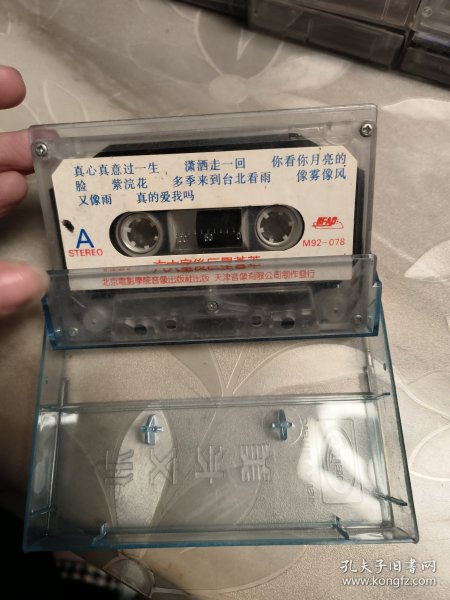 真心真意过一生 潇洒走一回 你看你月亮的
脸 紫浣花 多季来到台北看雨 像雾像风
又像雨 真的爱我吗
A
STEREO
M92-078
北京電影學院音像出版社出版 天津音像有限公司制作發行
孔夫子旧书网
www.kongfz.com